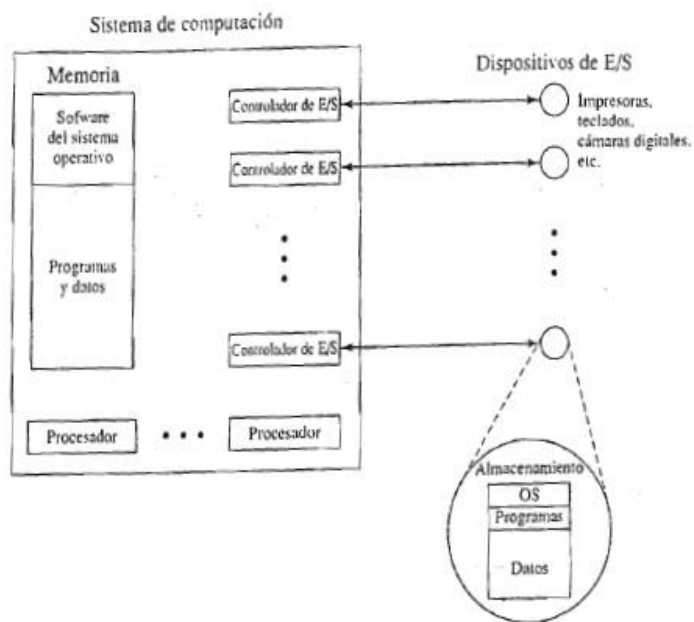 Sistema de computación
Memoria
Sofware
del sistema
operativo
Programas
y datos
Controlador de E/S
Controlador de E/S
Controlador de E/S
Procesador
Procesador
Dispositivos de E/S
Impresoras,
teclados,
cámaras digitales,
etc.
Almacenamiento
OS
Programas
Datos